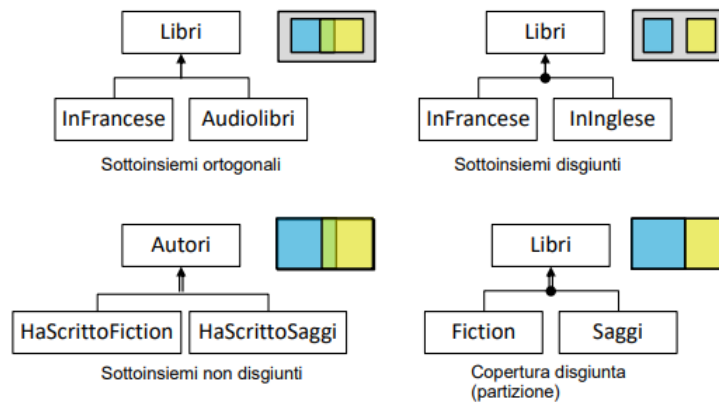 Libri
InFrancese
Audiolibri
Sottoinsiemi ortogonali
Libri
InFrancese
InInglese
Sottoinsiemi disgiunti
Autori
HaScrittoFiction
HaScrittoSaggi
Sottoinsiemi non disgiunti
Libri
Fiction
Saggi
Copertura disgiunta
(partizione)